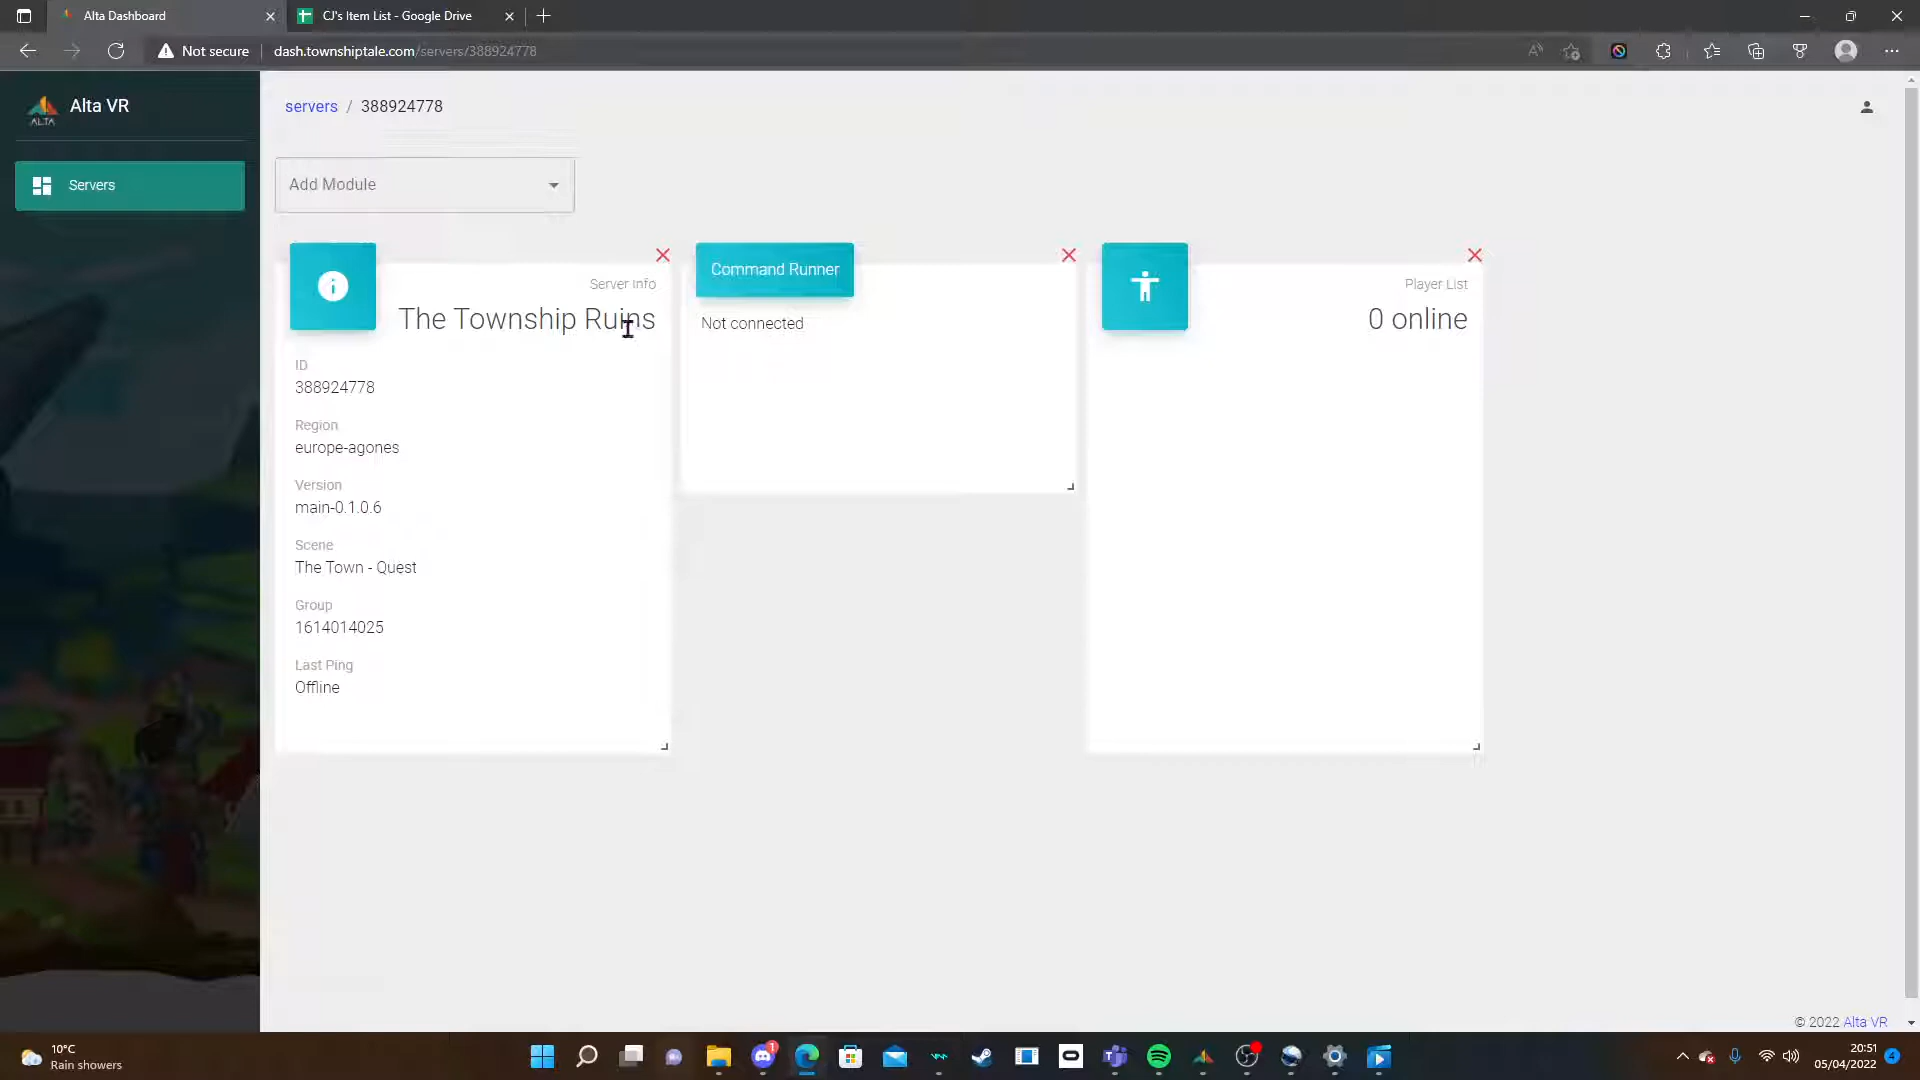 Alta Dashboard
CJ's Item List - Google Drive
Not secure
dash.townshiptale.com/servers/388924778
ALTA
Alta VR
Servers
servers / 388924778
Add Module
Server Info
The Township Ruins
ID
388924778
Region
europe-agones
Version
main-0.1.0.6
Scene
The Town - Quest
Group
1614014025
Last Ping
Offline
Command Runner
Not connected
Player List
0 online
© 2022 Alta VR
10°C
Rain showers
1
20:51
05/04/2022
4